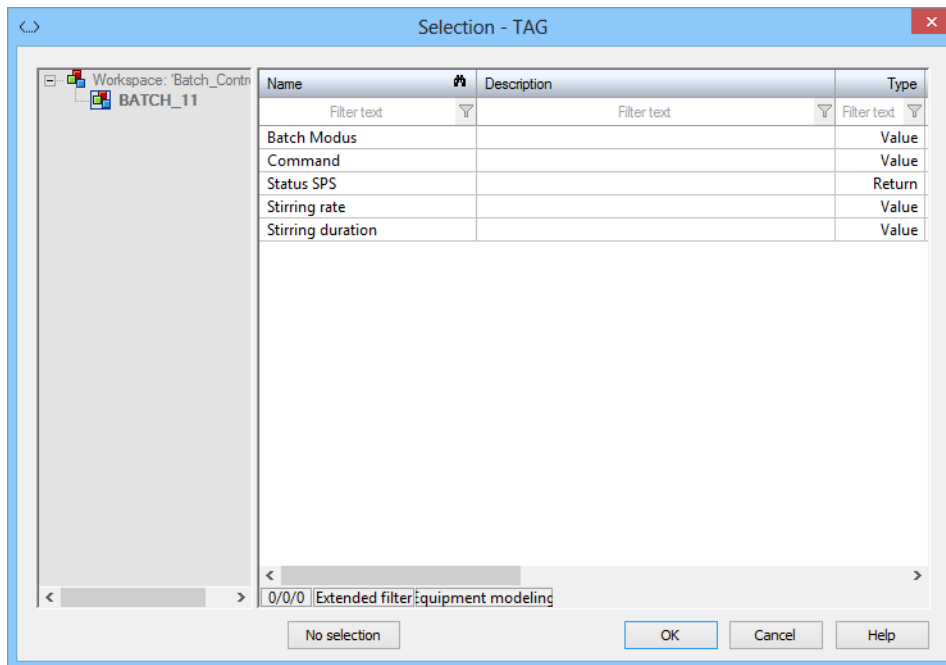 Selection - TAG
Workspace: 'Batch_Contr
BATCH_11
Name Description Type
Filter text Filter text Filter text
Batch Modus Value
Command Value
Status SPS Return
Stirring rate Value
Stirring duration Value
0/0/0 Extended filter Equipment modeling
No selection OK Cancel Help